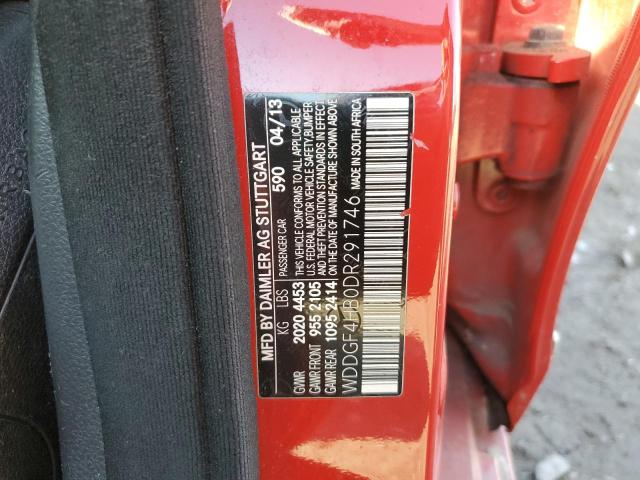 MFD BY DAIMLER AG STUTTGART
PASSENGER CAR 590 04/13
KG LBS
GVWR 2020 4453
GAWR FRONT 955 2105
GAWR REAR 1095 2414
THIS VEHICLE CONFORMS TO ALL APPLICABLE
U.S. FEDERAL MOTOR VEHICLE SAFETY BUMPER
AND THEFT PREVENTION STANDARDS IN EFFECT
ON THE DATE OF MANUFACTURE SHOWN ABOVE
WDDGF4HB0DR291746 MADE IN SOUTH AFRICA